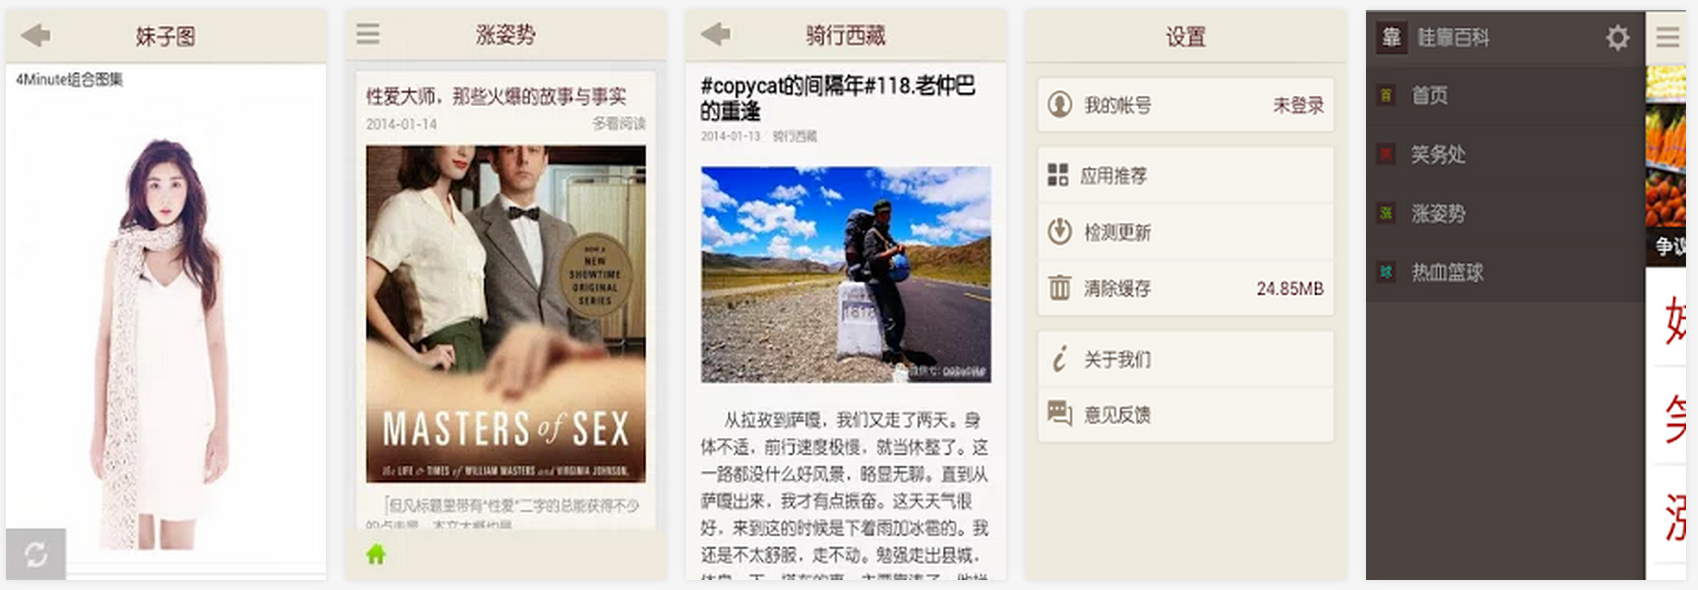 妹子图
4Minute组合图集
涨姿势
性爱大师，那些火爆的故事与事实
2014-01-14
多看阅读
HOW A
NEW
SHOWTIME
ORIGINAL
SERIES
MASTERS of SEX
the LIFE & TIMES of WILLIAM MASTERS and VIRGINIA JOHNSON.
「但凡标题里带有“性爱”二字的总能获得不少
骑行西藏
#copycat的间隔年#118.老仲巴
的重逢
2014-01-13 骑行西藏
1818
从拉孜到萨嘎，我们又走了两天。身
体不适，前行速度极慢，就当休整了。这
一路都没什么好风景，略显无聊。直到从
萨嘎出来，我才有点振奋。这天天气很
好，来到这的时候是下着雨加冰雹的。我
还是不太舒服，走不动。勉强走出县城，
设置
我的帐号
未登录
应用推荐
检测更新
清除缓存
24.85MB
关于我们
意见反馈
靠 哇靠百科
首 首页
笑 笑务处
涨 涨姿势
球 热血篮球
争议
妹
笑
涨